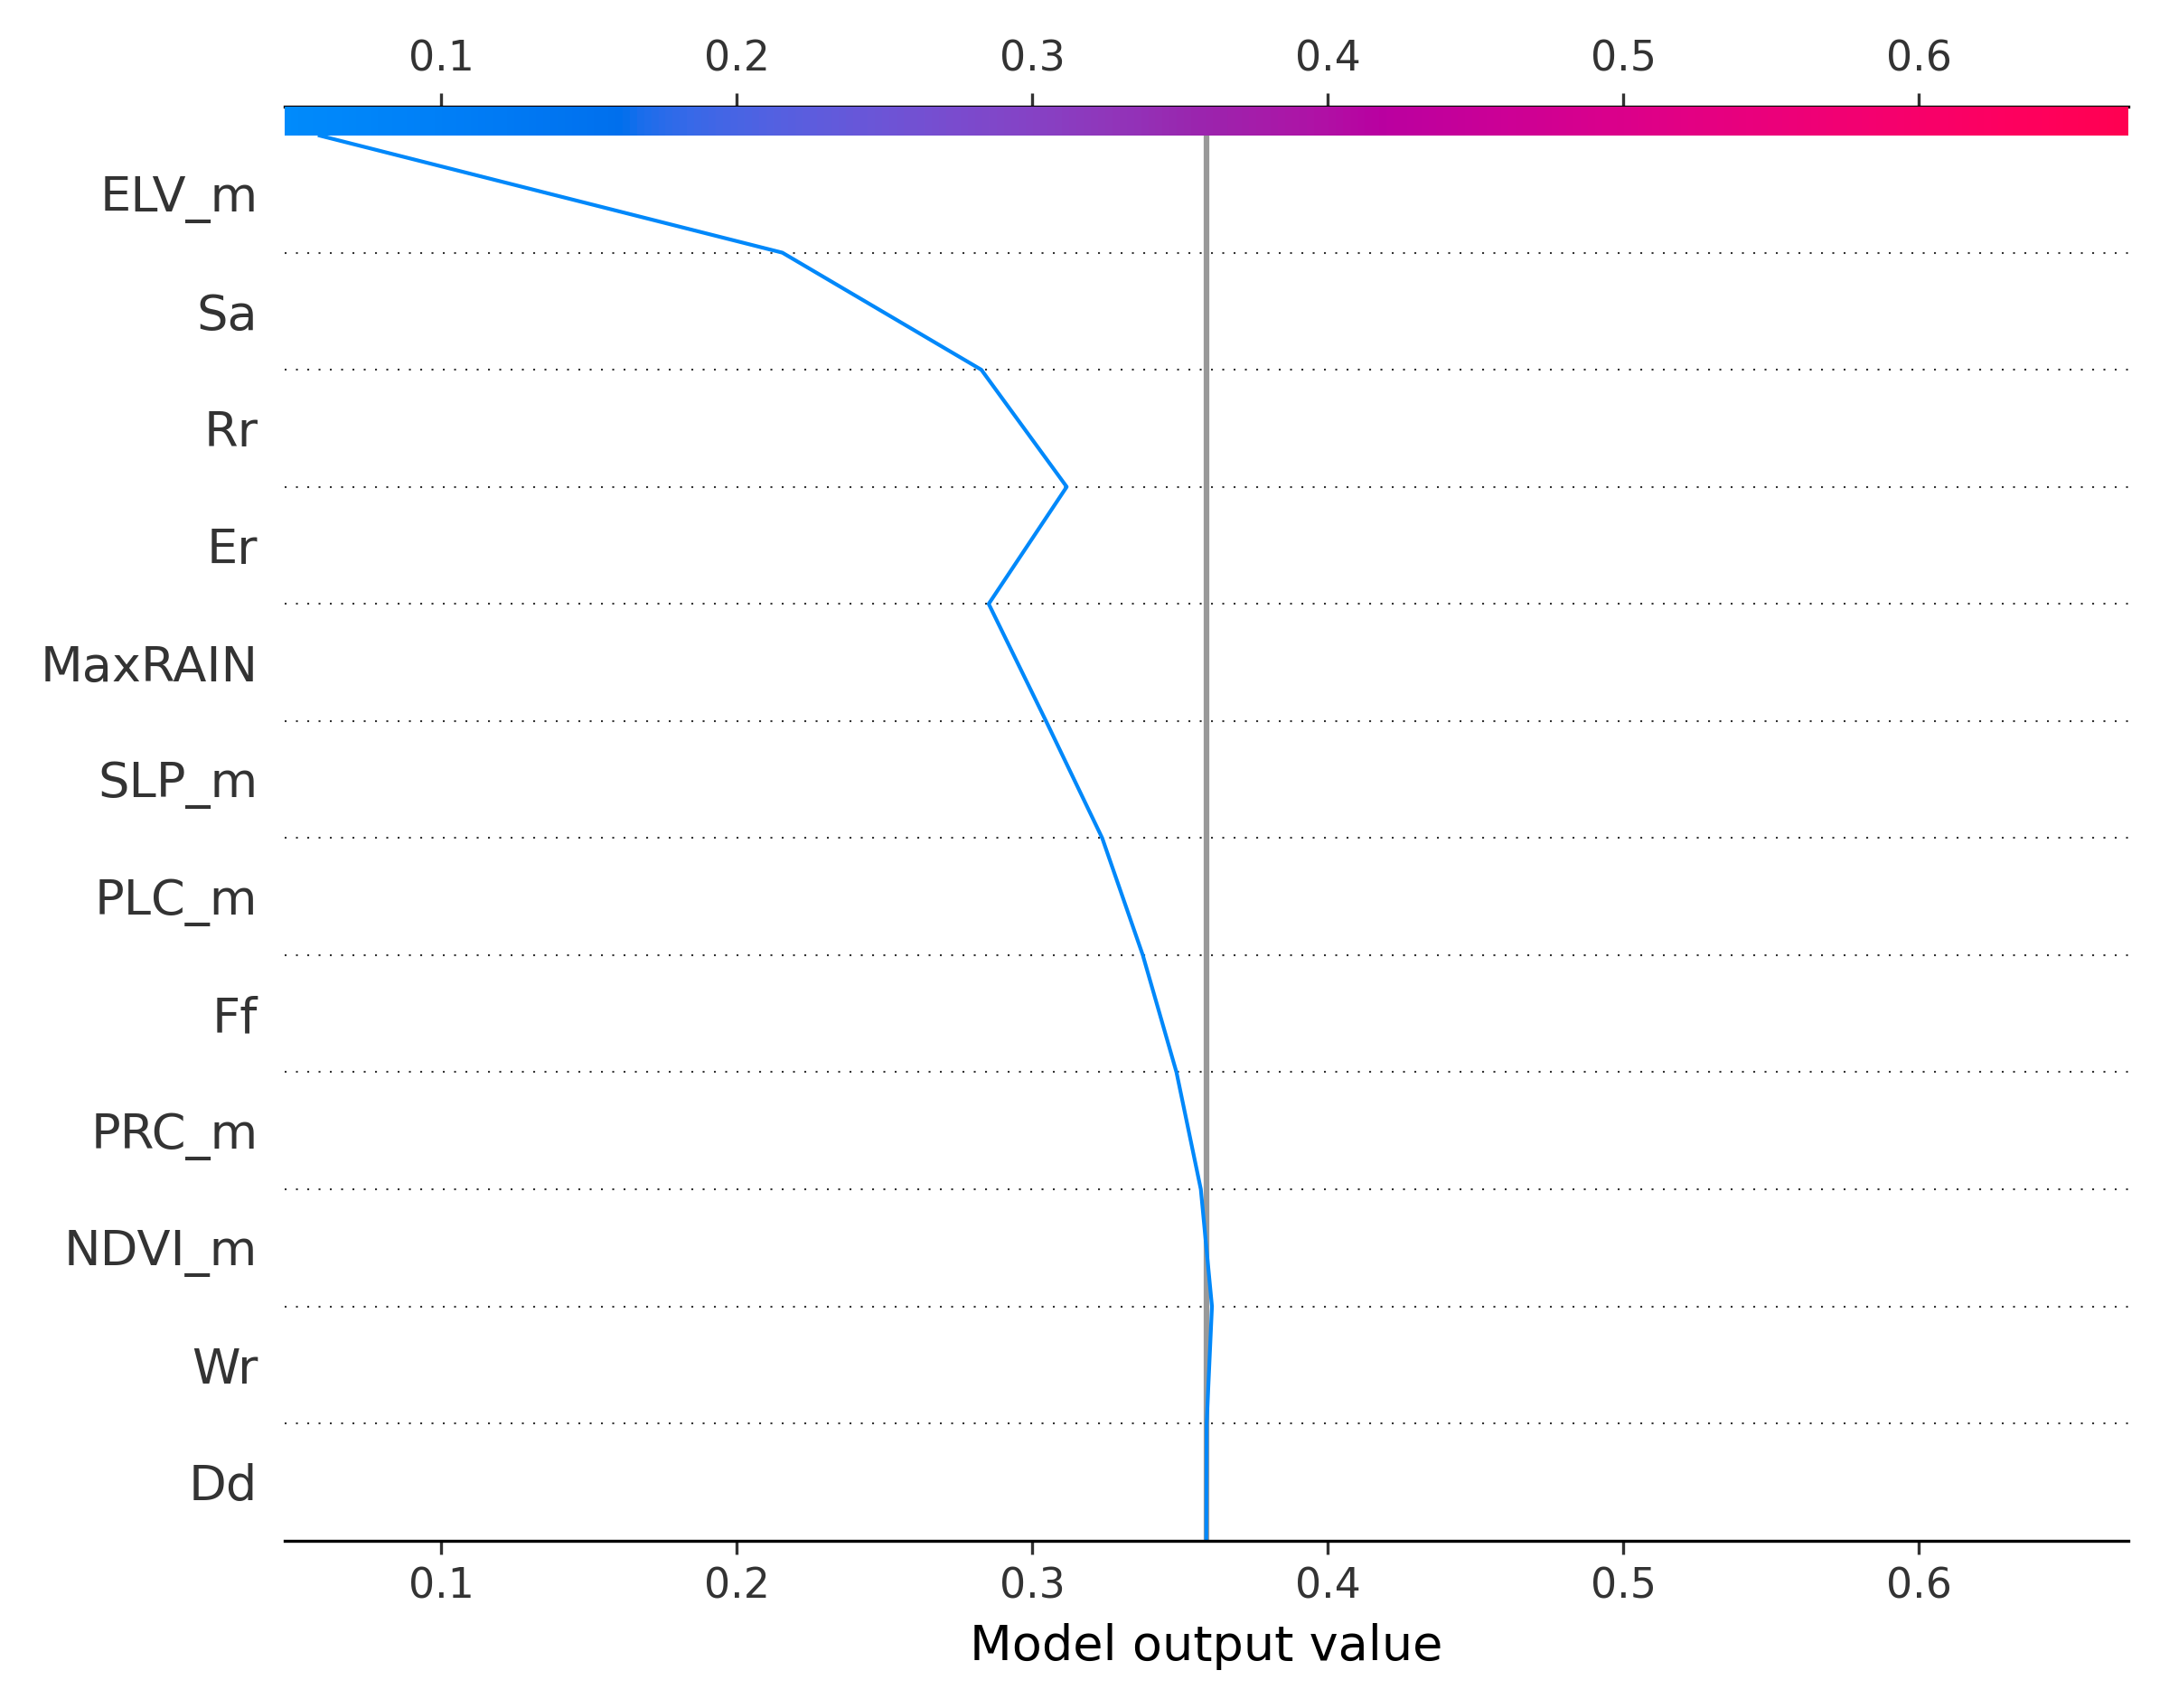 0.1 0.2 0.3 0.4 0.5 0.6
ELV_m
Sa
Rr
Er
MaxRAIN
SLP_m
PLC_m
Ff
PRC_m
NDVI_m
Wr
Dd
0.1 0.2 0.3 0.4 0.5 0.6
Model output value